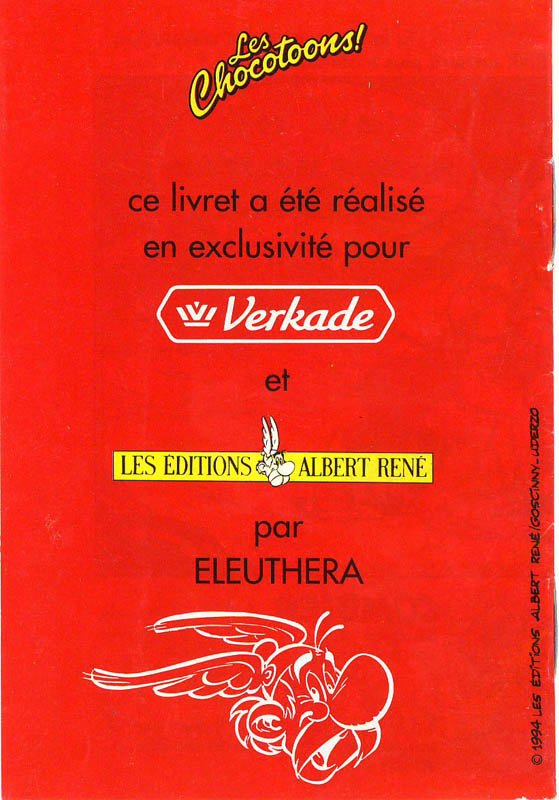 Les
Chocotoons!
ce livret a été réalisé
en exclusivité pour
Verkade
et
LES ÉDITIONS ALBERT RENÉ
par
ELEUTHERA
© 1994 LES ÉDITIONS ALBERT RENÉ/GOSCINNY-UDERZO